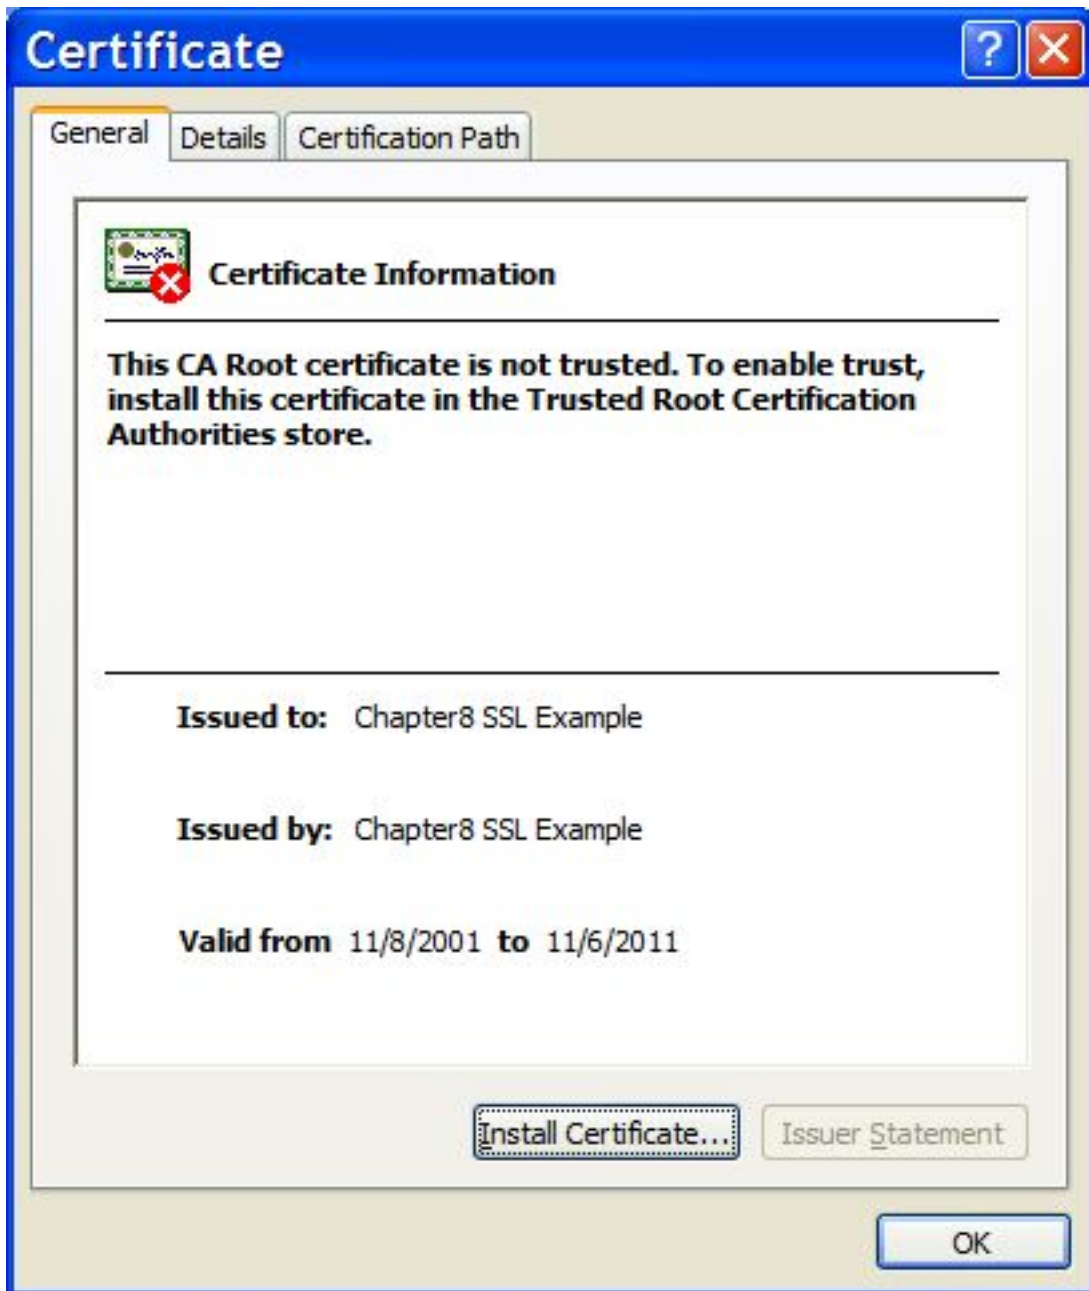 Certificate
General Details Certification Path
Certificate Information
This CA Root certificate is not trusted. To enable trust,
install this certificate in the Trusted Root Certification
Authorities store.
Issued to: Chapter8 SSL Example
Issued by: Chapter8 SSL Example
Valid from 11/8/2001 to 11/6/2011
Install Certificate... Issuer Statement
OK